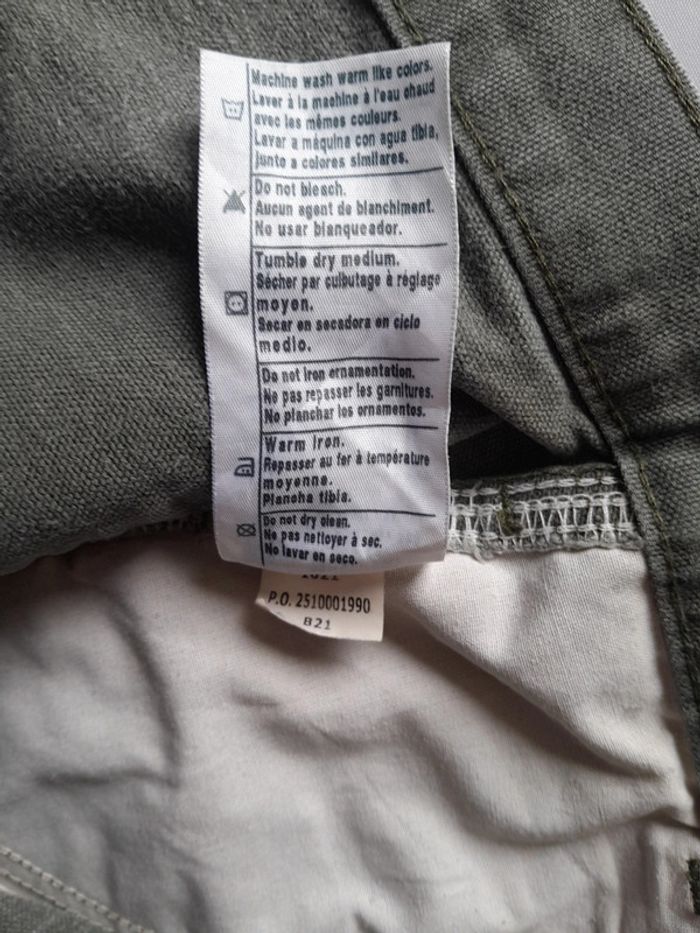 Machine wash warm like colors.
Laver à la machine à l'eau chaud
avec les mêmes couleurs.
Lavar a máquina con agua tibia,
junto a colores similares.
Do not bleach.
Aucun agent de blanchiment.
No usar blanqueador.
Tumble dry medium.
Sécher par culbutage à réglage
moyen.
Secar en secadora en ciclo
medio.
Do not iron ornamentation.
Ne pas repasser les garnitures.
No planchar los ornamentos.
Warm iron.
Repasser au fer à température
moyenne.
Plancha tibia.
Do not dry clean.
Ne pas nettoyer à sec.
No lavar en seco.
P.O. 2510001990
821